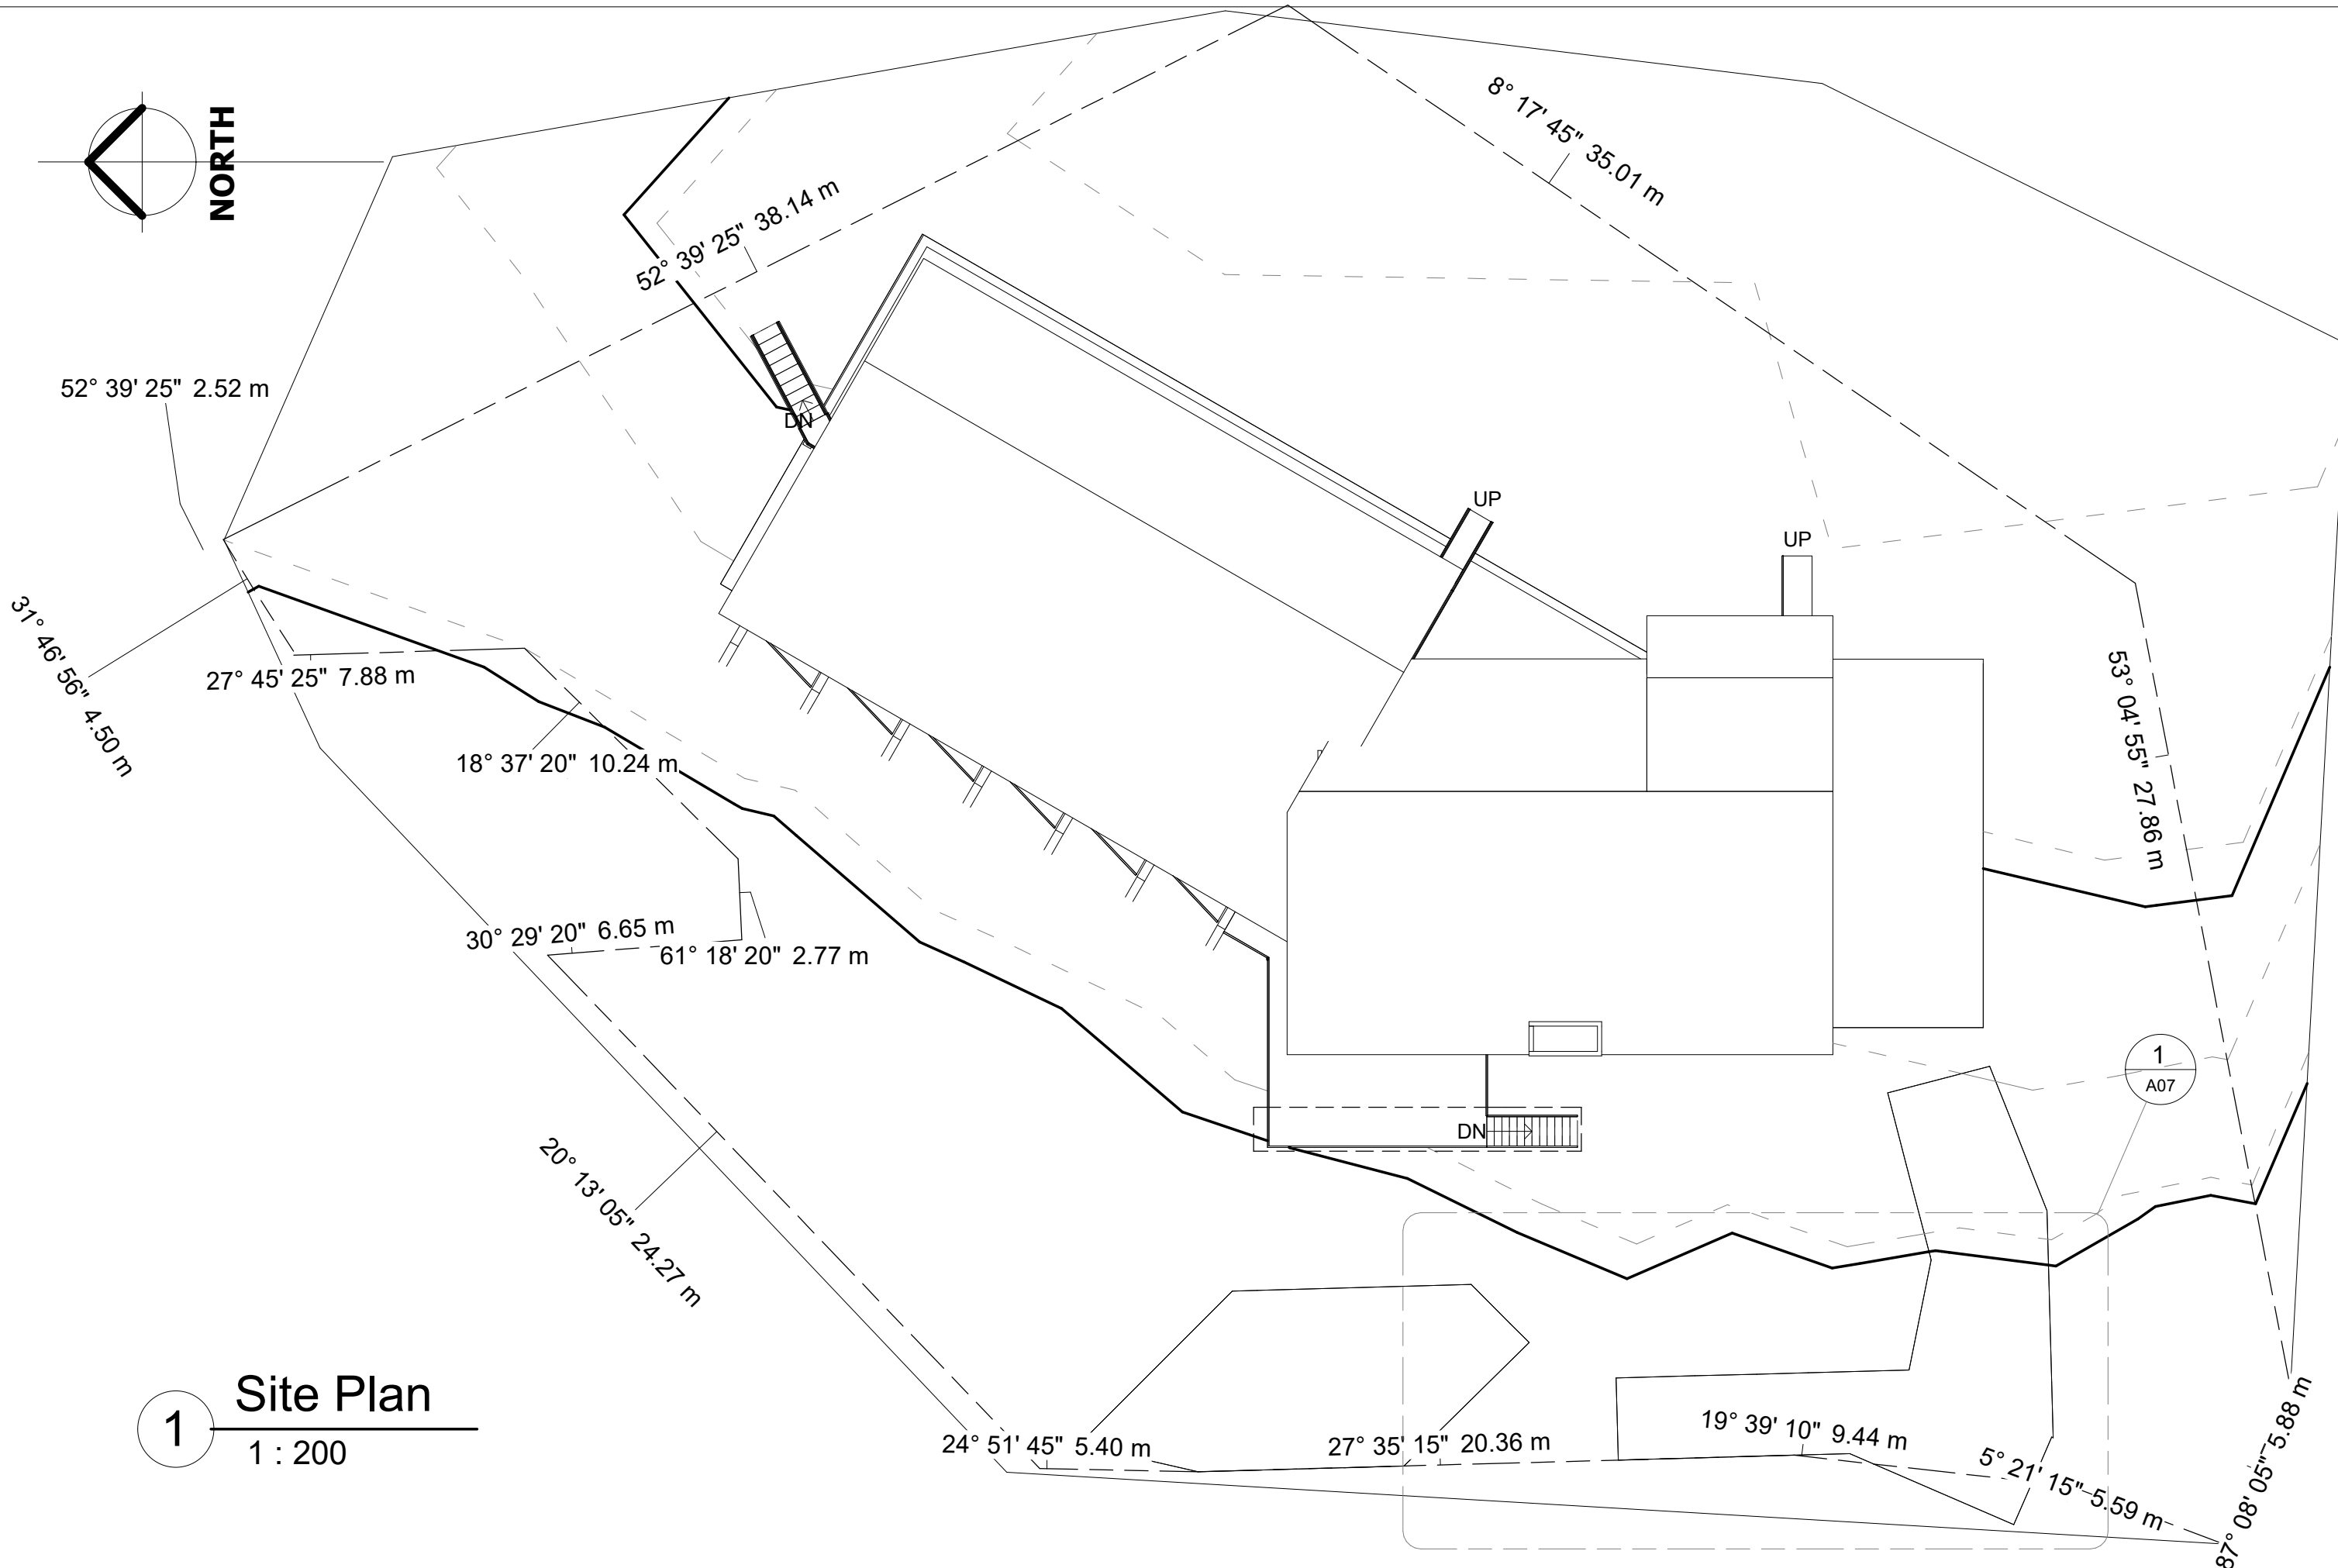 NORTH
8° 17' 45" 35.01 m
52° 39' 25" 38.14 m
52° 39' 25" 2.52 m
DN
UP
UP
31° 46' 56" 4.50 m
27° 45' 25" 7.88 m
18° 37' 20" 10.24 m
53° 04' 55" 27.86 m
30° 29' 20" 6.65 m
61° 18' 20" 2.77 m
1
A07
DN
20° 13' 05" 24.27 m
1
Site Plan
1 : 200
24° 51' 45" 5.40 m
27° 35' 15" 20.36 m
19° 39' 10" 9.44 m
5° 21' 15" 5.59 m
87° 08' 05" 5.88 m